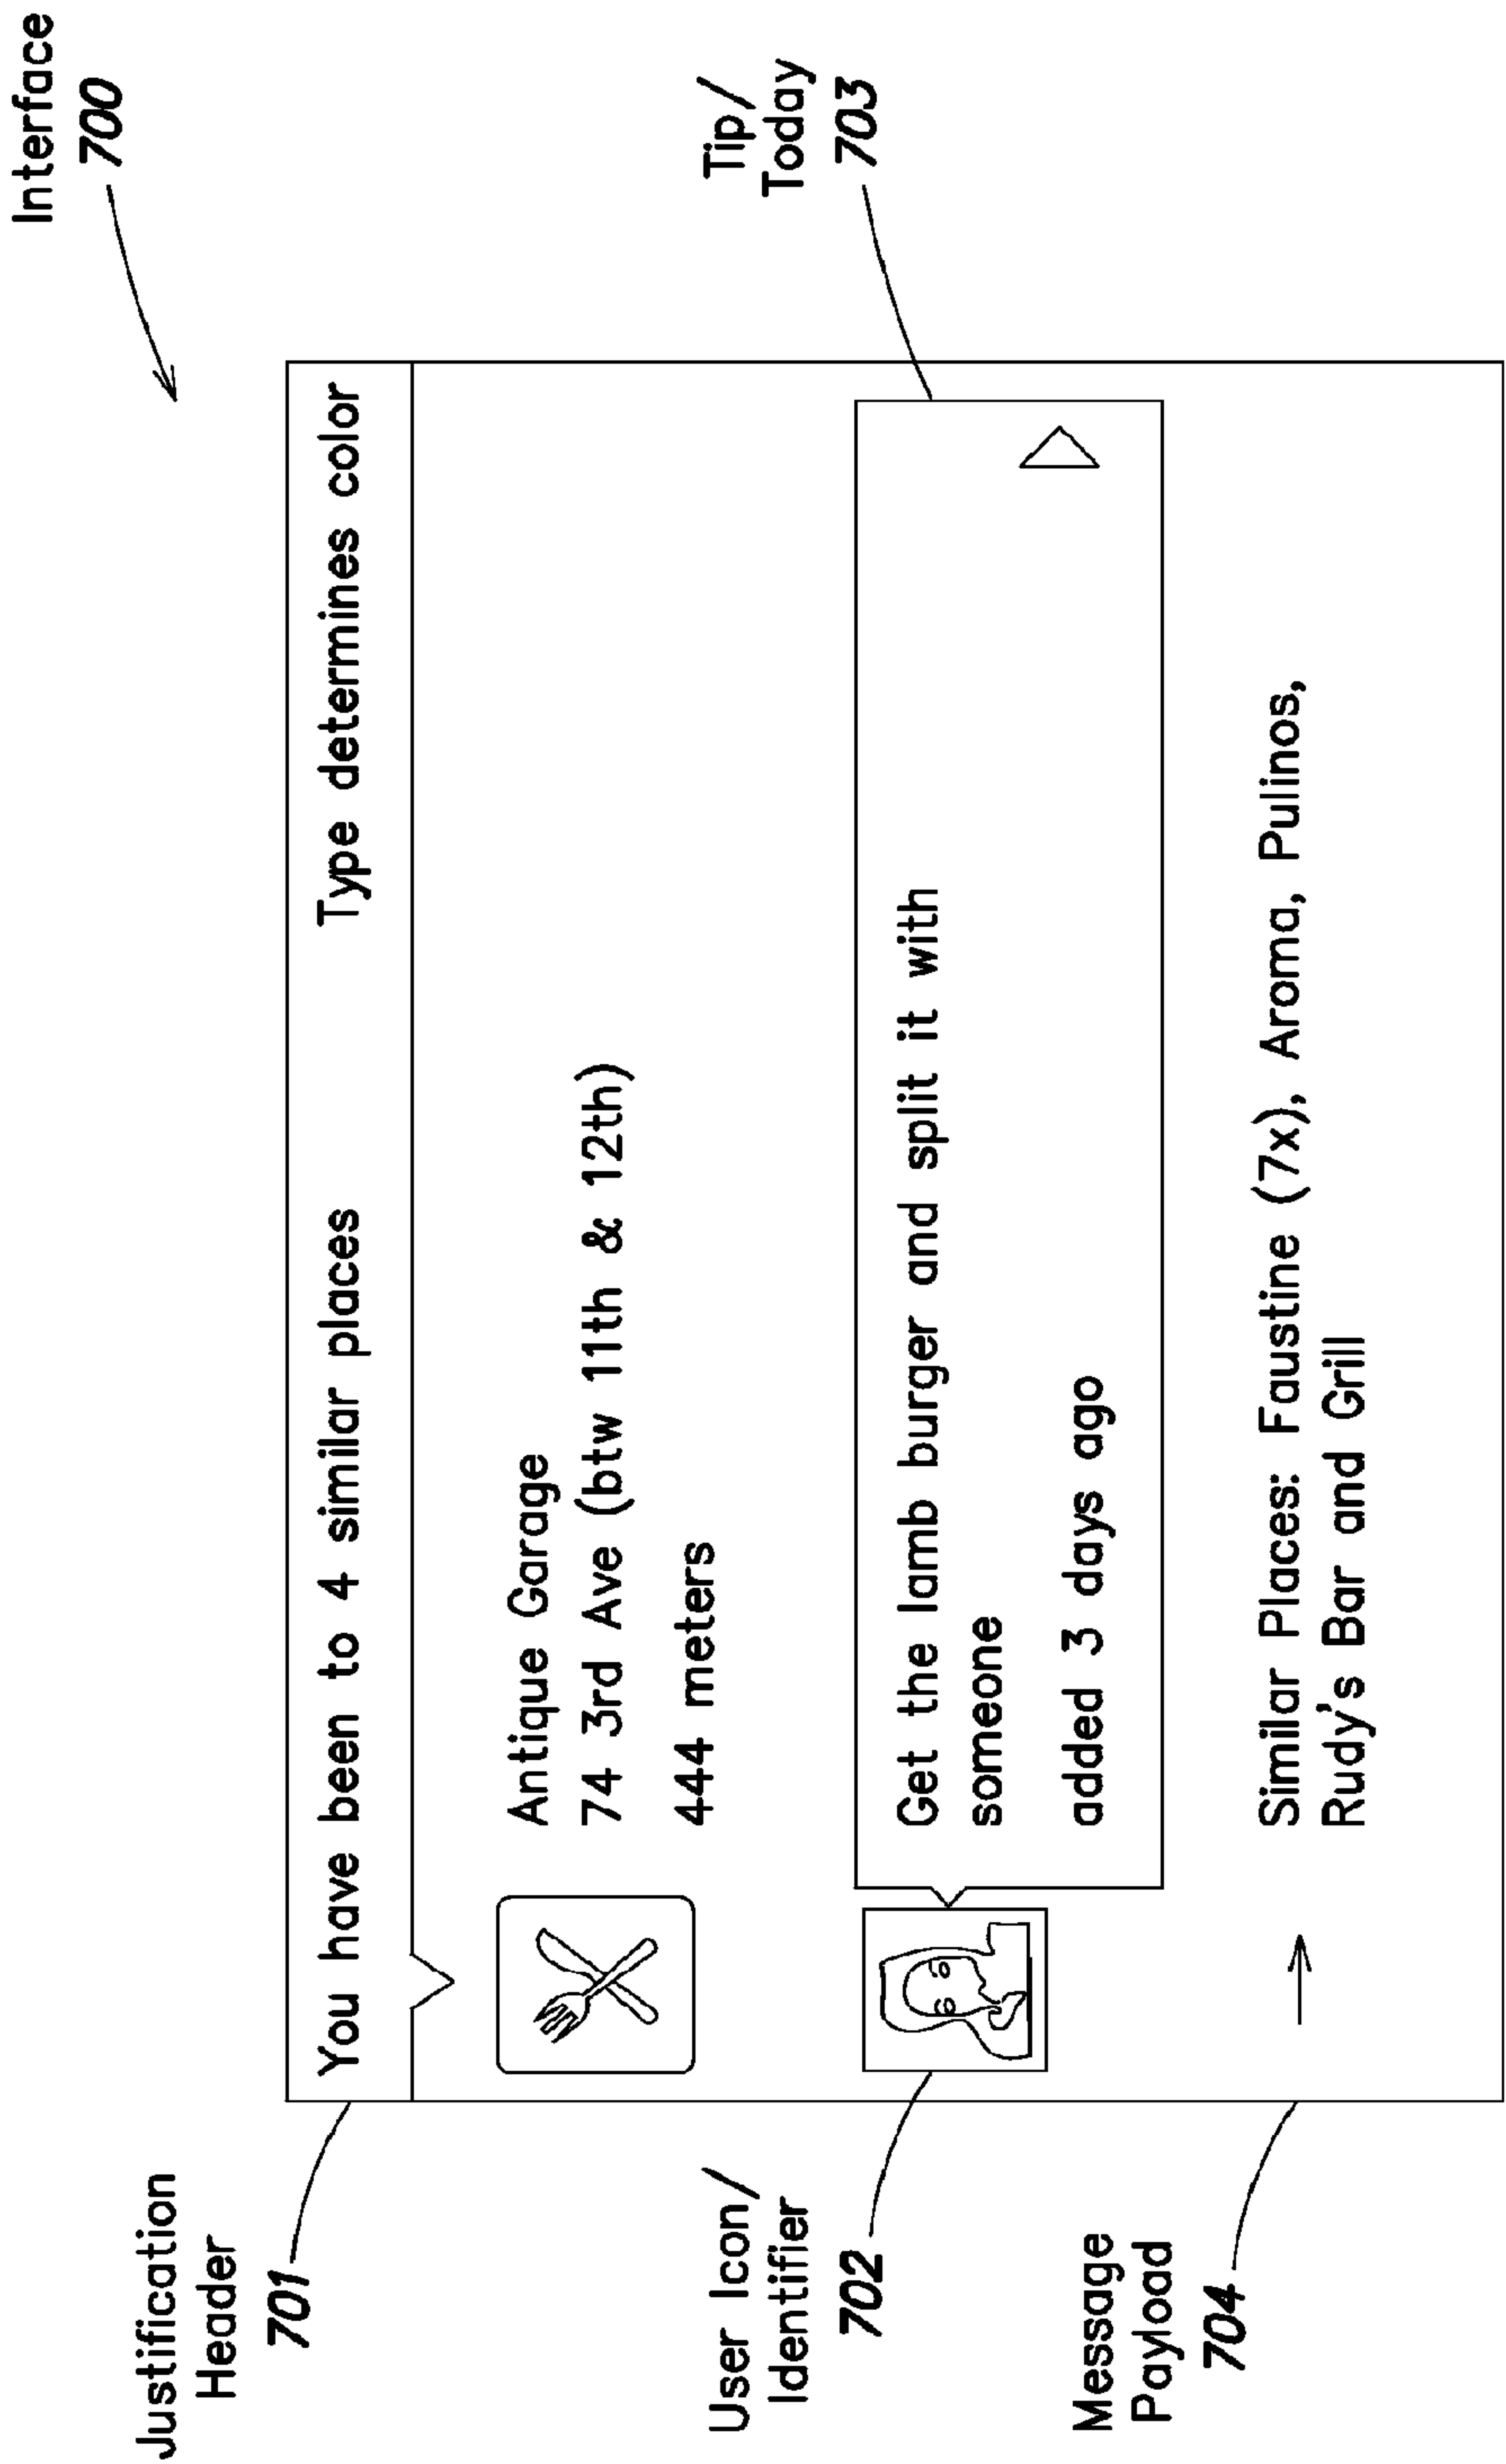 Interface
700
Justification
Header
701
You have been to 4 similar places Type determines color
Antique Garage
74 3rd Ave (btw 11th & 12th)
444 meters
User Icon/
Identifier
702
Tip/
Today
703
Get the lamb burger and split it with
someone
added 3 days ago
Message
Payload
704
Similar Places: Faustine (7x), Aroma, Pulinos,
Rudy's Bar and Grill